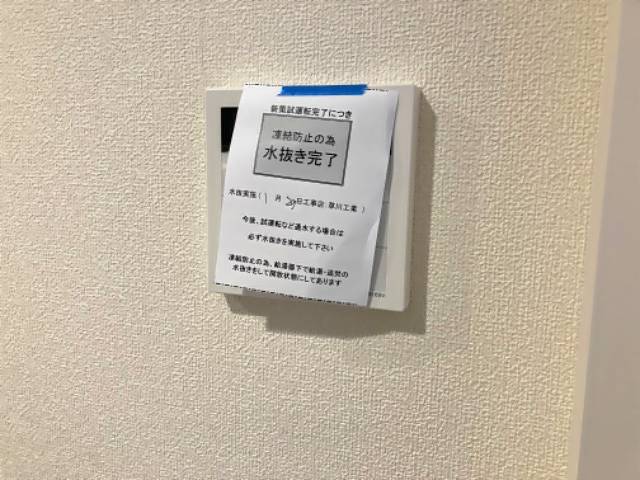 新築試運転完了につき
凍結防止の為
水抜き完了
水抜実施( 1 月 29日工事店 草川工業 )
今後、試運転など通水する場合は
必ず水抜きを実施して下さい
凍結防止の為、給湯器下で給湯・追焚の
水抜きをして開放状態にしてあります